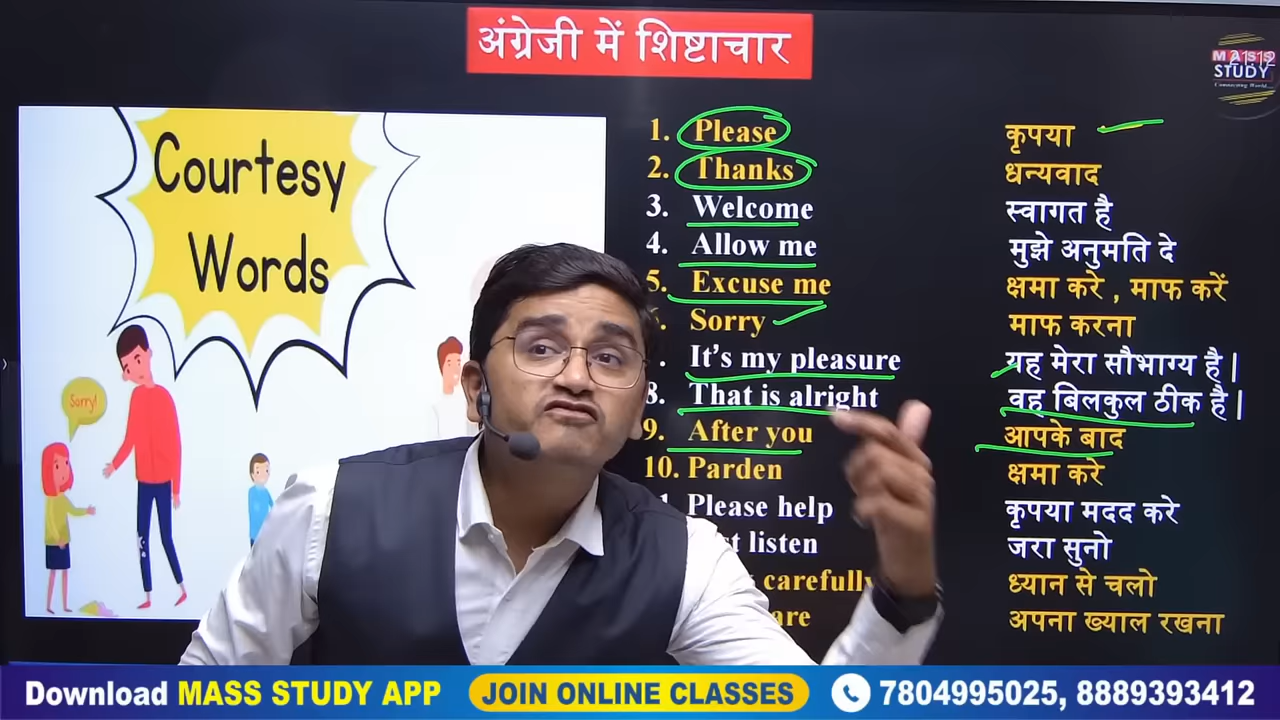 अंग्रेजी में शिष्टाचार
MASS
STUDY
Courtesy
Words
Sorry!
1. Please कृपया
2. Thanks धन्यवाद
3. Welcome स्वागत है
4. Allow me मुझे अनुमति दे
5. Excuse me क्षमा करे , माफ करें
Sorry माफ करना
. It's my pleasure यह मेरा सौभाग्य है |
8. That is alright वह बिलकुल ठीक है |
9. After you आपके बाद
10. Parden क्षमा करे
Please help कृपया मदद करे
listen जरा सुनो
carefully ध्यान से चलो
अपना ख्याल रखना
Download MASS STUDY APP JOIN ONLINE CLASSES 7804995025, 8889393412